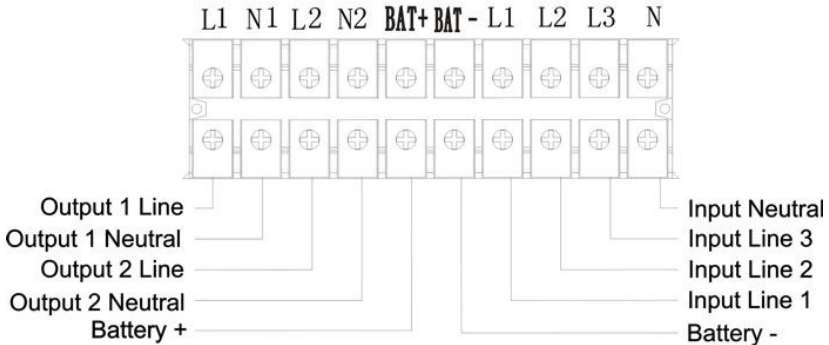 L1 N1 L2 N2 BAT+ BAT - L1 L2 L3 N
Output 1 Line
Output 1 Neutral
Output 2 Line
Output 2 Neutral
Battery +
Input Neutral
Input Line 3
Input Line 2
Input Line 1
Battery -